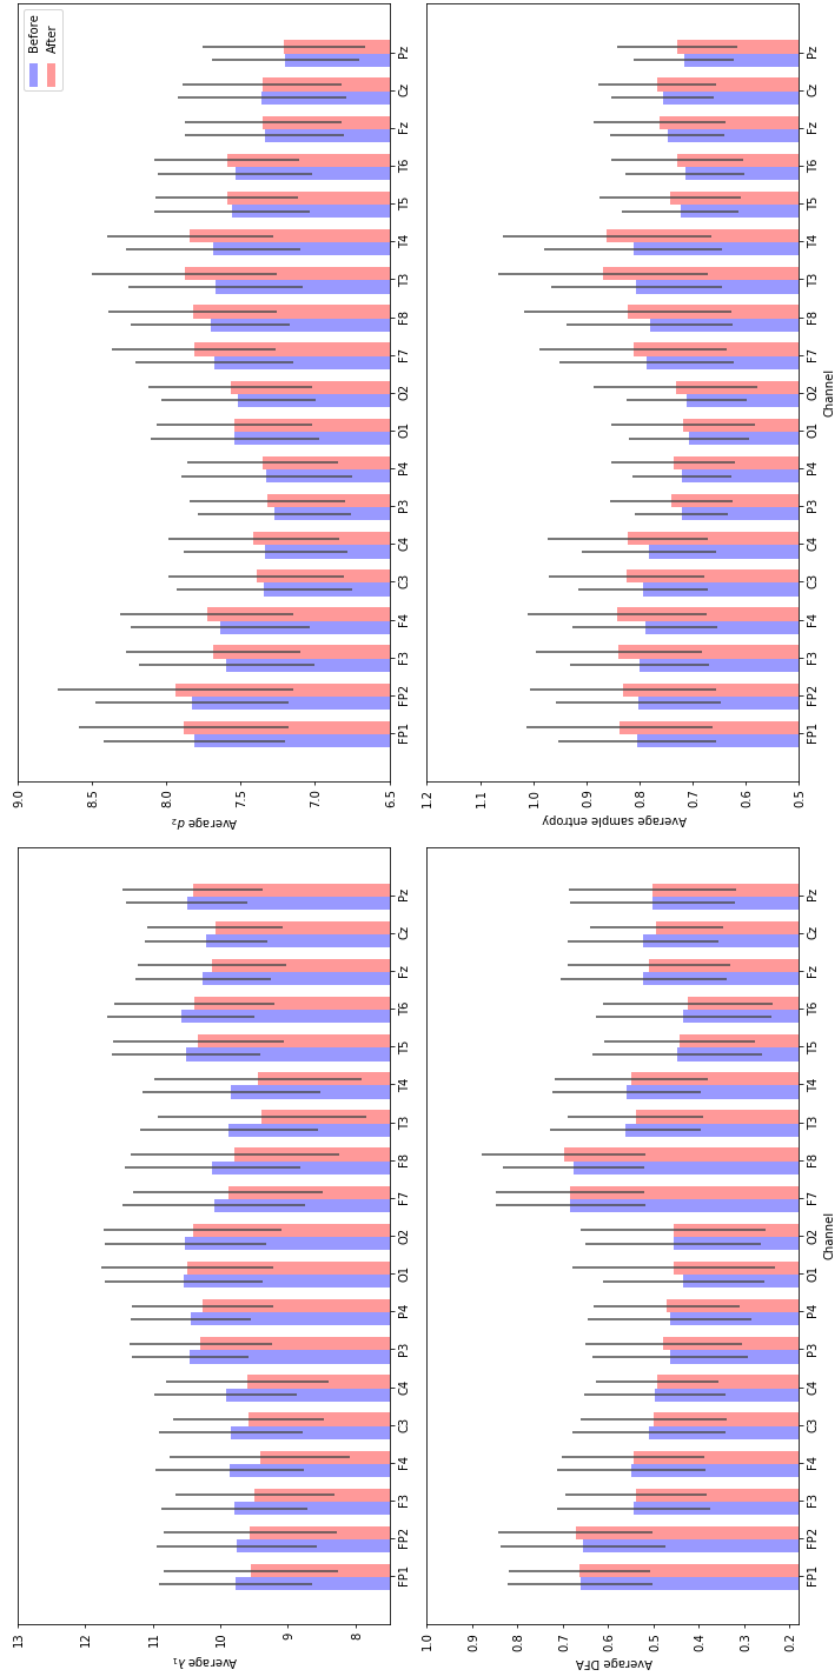 13
12
11
10
9
8
Average λ₁
FP1 FP2 F3 F4 C3 C4 P3 P4 O1 O2 F7 F8 T3 T4 T5 T6 Fz Cz Pz
9.0
8.5
8.0
7.5
7.0
6.5
Average d₂
Before
After
FP1 FP2 F3 F4 C3 C4 P3 P4 O1 O2 F7 F8 T3 T4 T5 T6 Fz Cz Pz
1.0
0.9
0.8
0.7
0.6
0.5
0.4
0.3
0.2
Average DFA
FP1 FP2 F3 F4 C3 C4 P3 P4 O1 O2 F7 F8 T3 T4 T5 T6 Fz Cz Pz
Channel
1.2
1.1
1.0
0.9
0.8
0.7
0.6
0.5
Average sample entropy
FP1 FP2 F3 F4 C3 C4 P3 P4 O1 O2 F7 F8 T3 T4 T5 T6 Fz Cz Pz
Channel